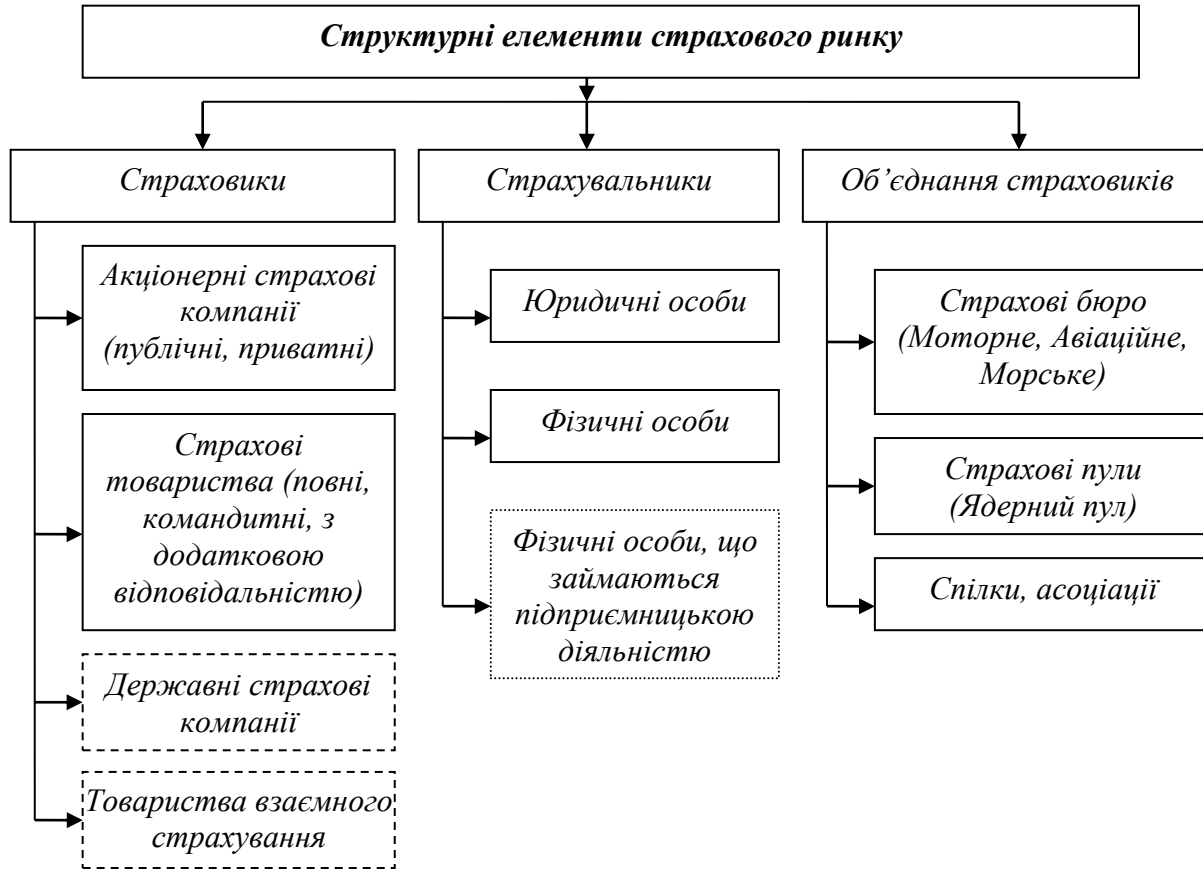 Структурні елементи страхового ринку
Страховики
Акціонерні страхові
компанії
(публічні, приватні)
Страхові
товариства (повні,
командитні, з
додатковою
відповідальністю)
Державні страхові
компанії
Товариства взаємного
страхування
Страхувальники
Юридичні особи
Фізичні особи
Фізичні особи, що
займаються
підприємницькою
діяльністю
Об’єднання страховиків
Страхові бюро
(Моторне, Авіаційне,
Морське)
Страхові пули
(Ядерний пул)
Спілки, асоціації